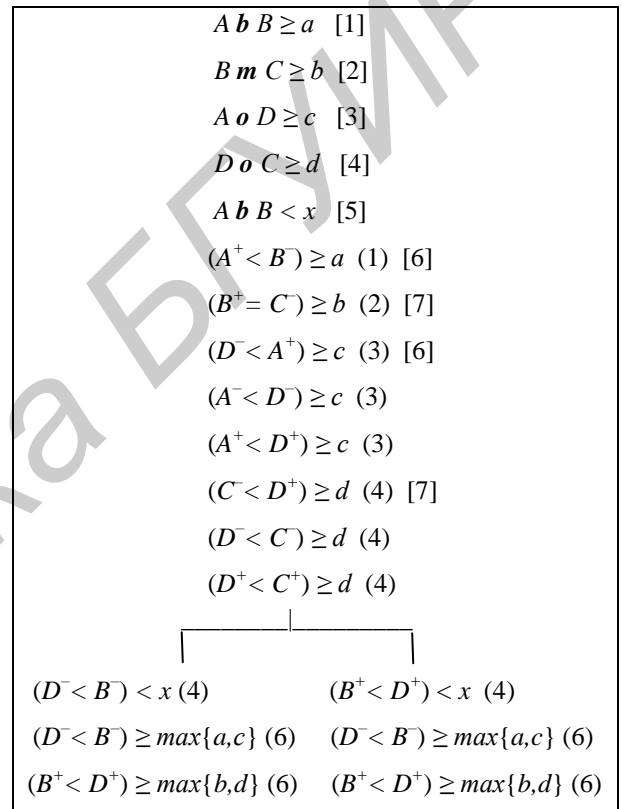 A b B ≥ a [1]
B m C ≥ b [2]
A o D ≥ c [3]
D o C ≥ d [4]
A b B < x [5]
(A⁺ < B⁻) ≥ a (1) [6]
(B⁺ = C⁻) ≥ b (2) [7]
(D⁻ < A⁺) ≥ c (3) [6]
(A⁻ < D⁻) ≥ c (3)
(A⁺ < D⁺) ≥ c (3)
(C⁻ < D⁺) ≥ d (4) [7]
(D⁻ < C⁻) ≥ d (4)
(D⁺ < C⁺) ≥ d (4)
(D⁻ < B⁻) < x (4) (B⁺ < D⁺) < x (4)
(D⁻ < B⁻) ≥ max{a,c} (6) (D⁻ < B⁻) ≥ max{a,c} (6)
(B⁺ < D⁺) ≥ max{b,d} (6) (B⁺ < D⁺) ≥ max{b,d} (6)
БГУИР